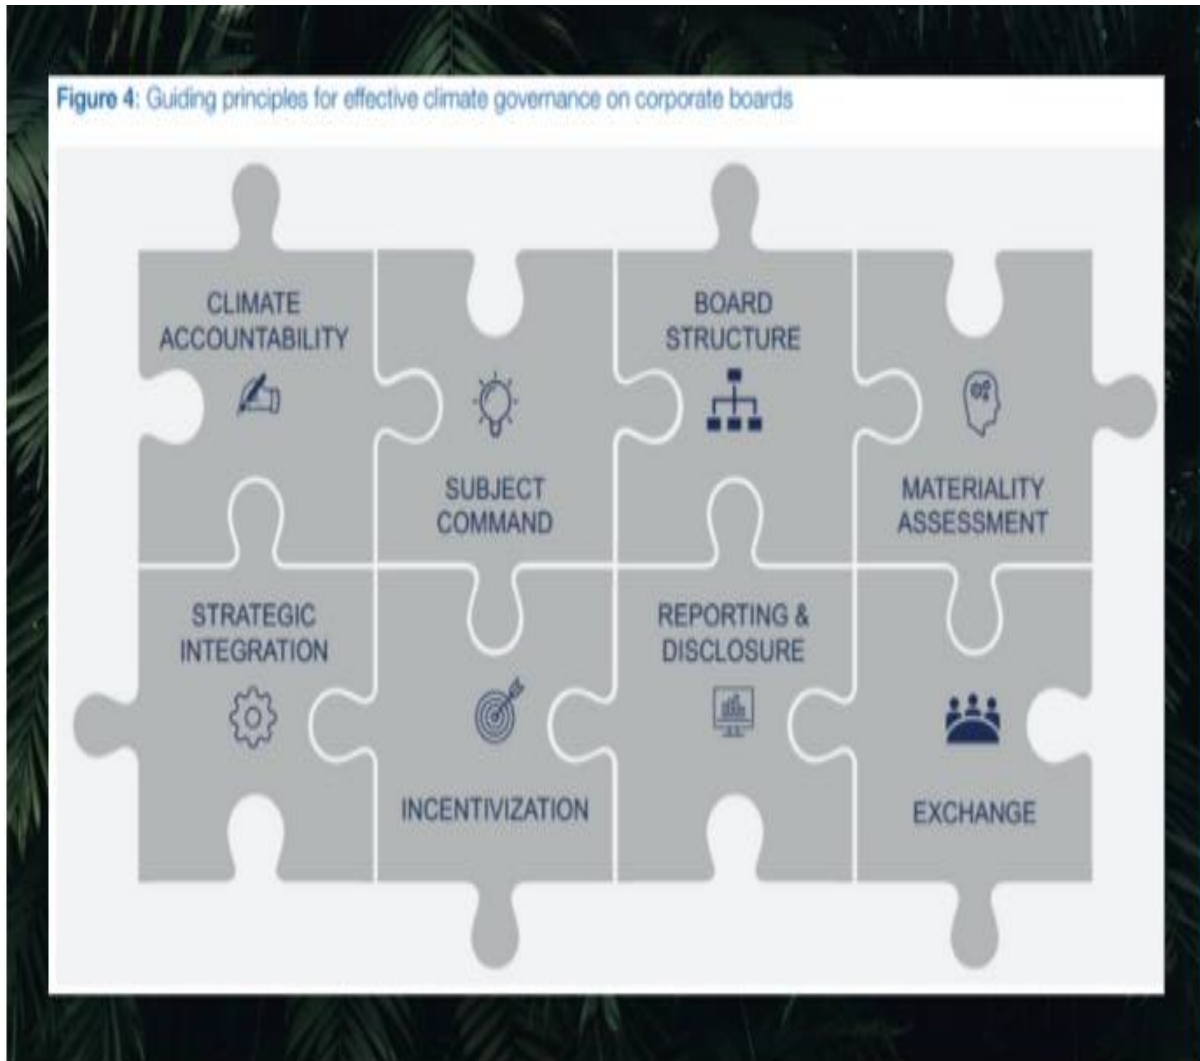 Figure 4: Guiding principles for effective climate governance on corporate boards
CLIMATE
ACCOUNTABILITY
SUBJECT
COMMAND
BOARD
STRUCTURE
MATERIALITY
ASSESSMENT
STRATEGIC
INTEGRATION
INCENTIVIZATION
REPORTING &
DISCLOSURE
EXCHANGE